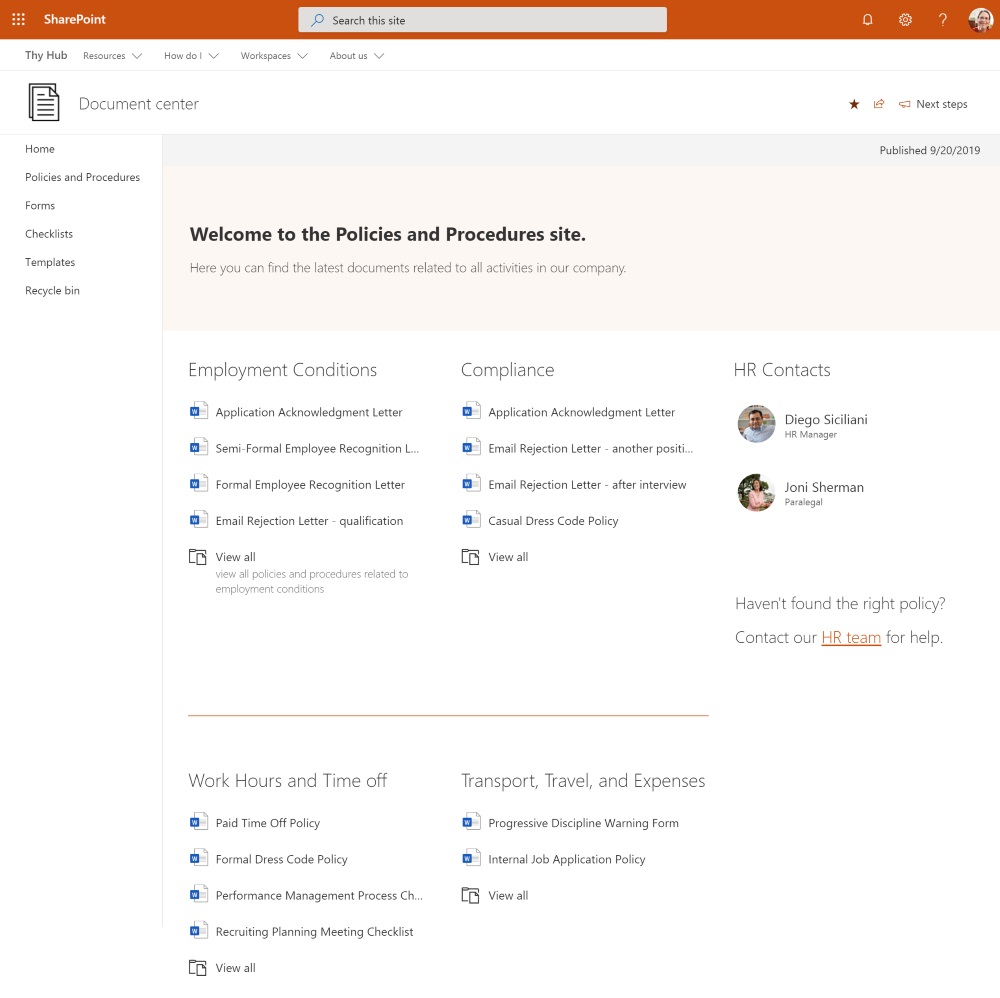 SharePoint
Search this site
?
Thy Hub
Resources
How do I
Workspaces
About us
Document center
Next steps
Home
Policies and Procedures
Forms
Checklists
Templates
Recycle bin
Published 9/20/2019
Welcome to the Policies and Procedures site.
Here you can find the latest documents related to all activities in our company.
Employment Conditions
Application Acknowledgment Letter
Semi-Formal Employee Recognition L...
Formal Employee Recognition Letter
Email Rejection Letter - qualification
View all
view all policies and procedures related to
employment conditions
Compliance
Application Acknowledgment Letter
Email Rejection Letter - another positi...
Email Rejection Letter - after interview
Casual Dress Code Policy
View all
HR Contacts
Diego Siciliani
HR Manager
Joni Sherman
Paralegal
Haven't found the right policy?
Contact our HR team for help.
Work Hours and Time off
Paid Time Off Policy
Formal Dress Code Policy
Performance Management Process Ch...
Recruiting Planning Meeting Checklist
View all
Transport, Travel, and Expenses
Progressive Discipline Warning Form
Internal Job Application Policy
View all